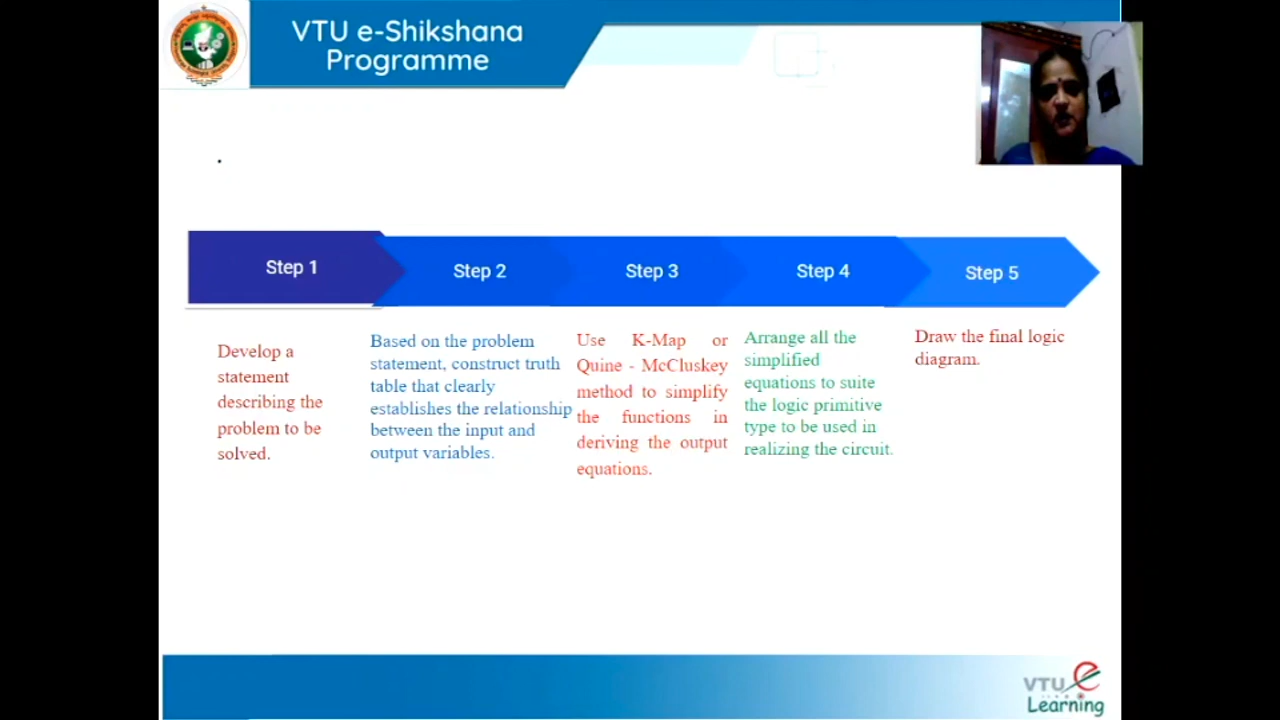 VTU e-Shikshana
Programme
.
Step 1
Step 2
Step 3
Step 4
Step 5
Develop a
statement
describing the
problem to be
solved.
Based on the problem
statement, construct truth
table that clearly
establishes the relationship
between the input and
output variables.
Use K-Map or
Quine - McCluskey
method to simplify
the functions in
deriving the output
equations.
Arrange all the
simplified
equations to suite
the logic primitive
type to be used in
realizing the circuit.
Draw the final logic
diagram.
VTU e
Learning